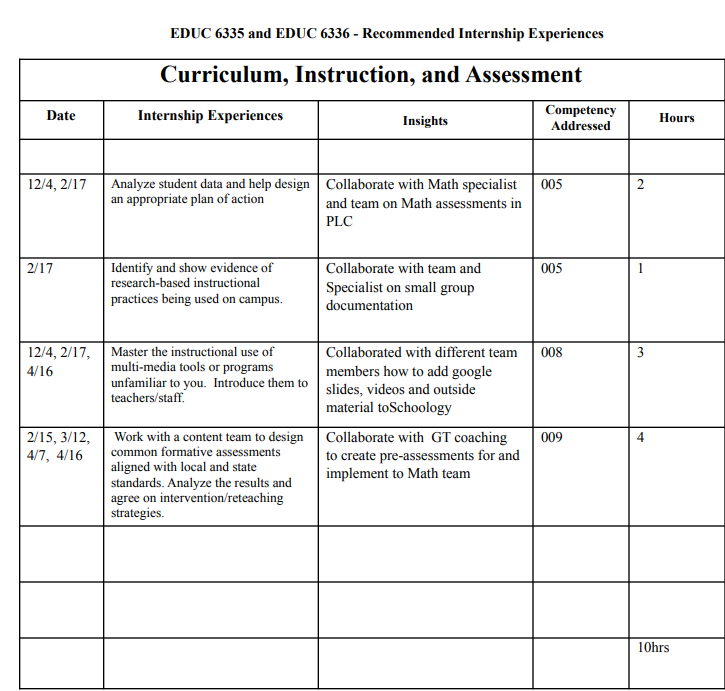 EDUC 6335 and EDUC 6336 - Recommended Internship Experiences
Curriculum, Instruction, and Assessment
Date
Internship Experiences
Insights
Competency
Addressed
Hours
12/4, 2/17
Analyze student data and help design
an appropriate plan of action
Collaborate with Math specialist
and team on Math assessments in
PLC
005
2
2/17
Identify and show evidence of
research-based instructional
practices being used on campus.
Collaborate with team and
Specialist on small group
documentation
005
1
12/4, 2/17,
4/16
Master the instructional use of
multi-media tools or programs
unfamiliar to you. Introduce them to
teachers/staff.
Collaborated with different team
members how to add google
slides, videos and outside
material toSchoology
008
3
2/15, 3/12,
4/7, 4/16
Work with a content team to design
common formative assessments
aligned with local and state
standards. Analyze the results and
agree on intervention/reteaching
strategies.
Collaborate with GT coaching
to create pre-assessments for and
implement to Math team
009
4
10hrs